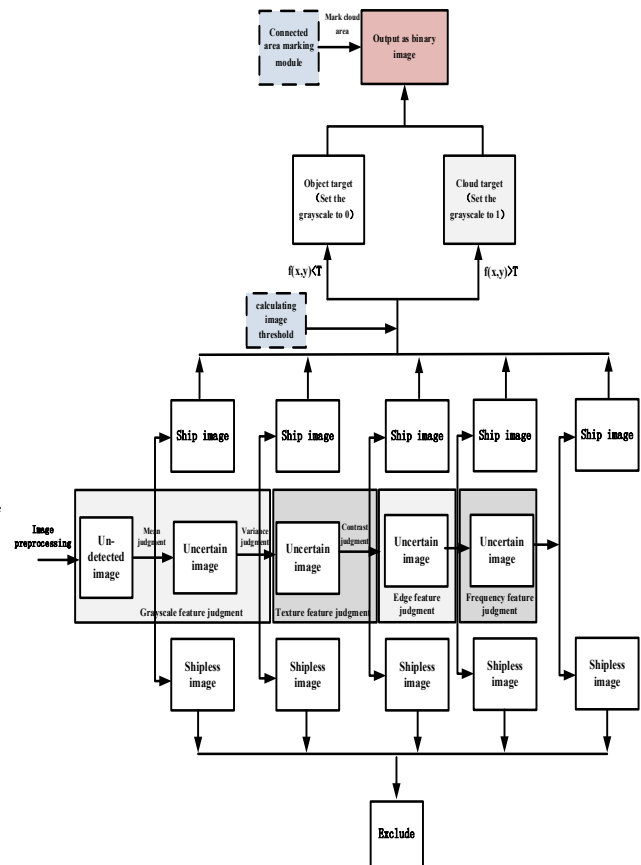 Connected
area marking
module
Mark cloud
area
Output as binary
image
Object target
(Set the
grayscale to 0)
Cloud target
(Set the
grayscale to 1)
f(x,y)<T
f(x,y)>T
calculating
image
threshold
Ship image
Ship image
Ship image
Ship image
Ship image
Image
preprocessing
Un-
detected
image
Mean
judgment
Uncertain
image
Variance
judgment
Uncertain
image
Contrast
judgment
Uncertain
image
Uncertain
image
Grayscale feature judgment
Texture feature judgment
Edge feature
judgment
Frequency feature
judgment
Shipless
image
Shipless
image
Shipless
image
Shipless
image
Shipless
image
Exclude